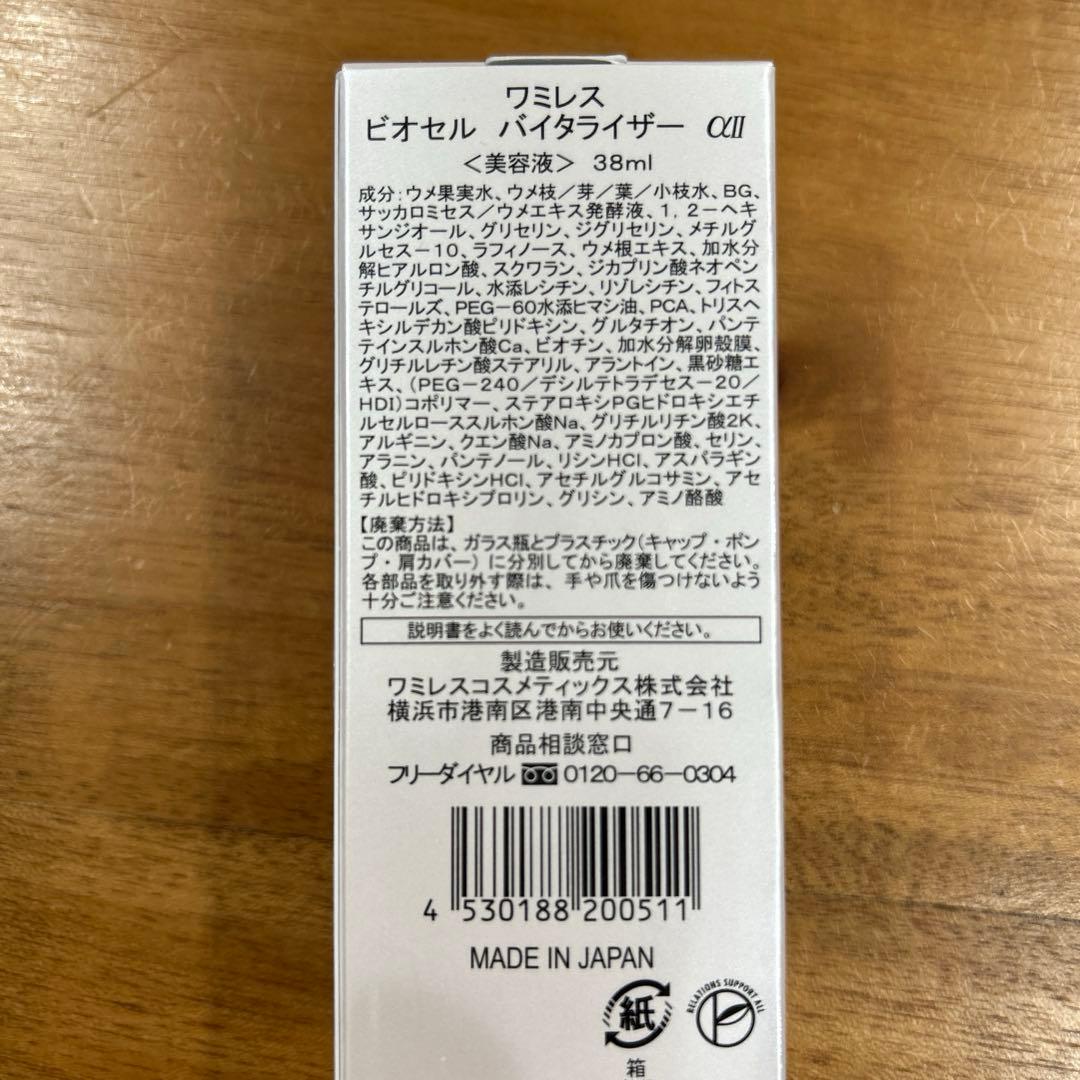 ワミレス
ビオセル バイタライザー αII
＜美容液＞ 38ml
成分：ウメ果実水、ウメ枝／芽／葉／小枝水、BG、
サッカロミセス／ウメエキス発酵液、1，2－ヘキ
サンジオール、グリセリン、ジグリセリン、メチルグ
ルセス－10、ラフィノース、ウメ根エキス、加水分
解ヒアルロン酸、スクワラン、ジカプリン酸ネオペン
チルグリコール、水添レシチン、リゾレシチン、フィトス
テロールズ、PEG－60水添ヒマシ油、PCA、トリスヘ
キシルデカン酸ピリドキシン、グルタチオン、パンテ
テインスルホン酸Ca、ビオチン、加水分解卵殻膜、
グリチルレチン酸ステアリル、アラントイン、黒砂糖エ
キス、（PEG－240／デシルテトラデセス－20／
HDI）コポリマー、ステアロキシPGヒドロキシエチ
ルセルローススルホン酸Na、グリチルリチン酸2K、
アルギニン、クエン酸Na、アミノカプロン酸、セリン、
アラニン、パンテノール、リシンHCl、アスパラギン
酸、ピリドキシンHCl、アセチルグルコサミン、アセ
チルヒドロキシプロリン、グリシン、アミノ酪酸
【廃棄方法】
この商品は、ガラス瓶とプラスチック（キャップ・ポン
プ・肩カバー）に分別してから廃棄してください。
各部品を取り外す際は、手や爪を傷つけないよう
十分ご注意ください。
説明書をよく読んでからお使いください。
製造販売元
ワミレスコスメティックス株式会社
横浜市港南区港南中央通7－16
商品相談窓口
フリーダイヤル 0120－66－0304
4 530188 200511
MADE IN JAPAN
RELATIONS SUPPORT ALL
紙
箱